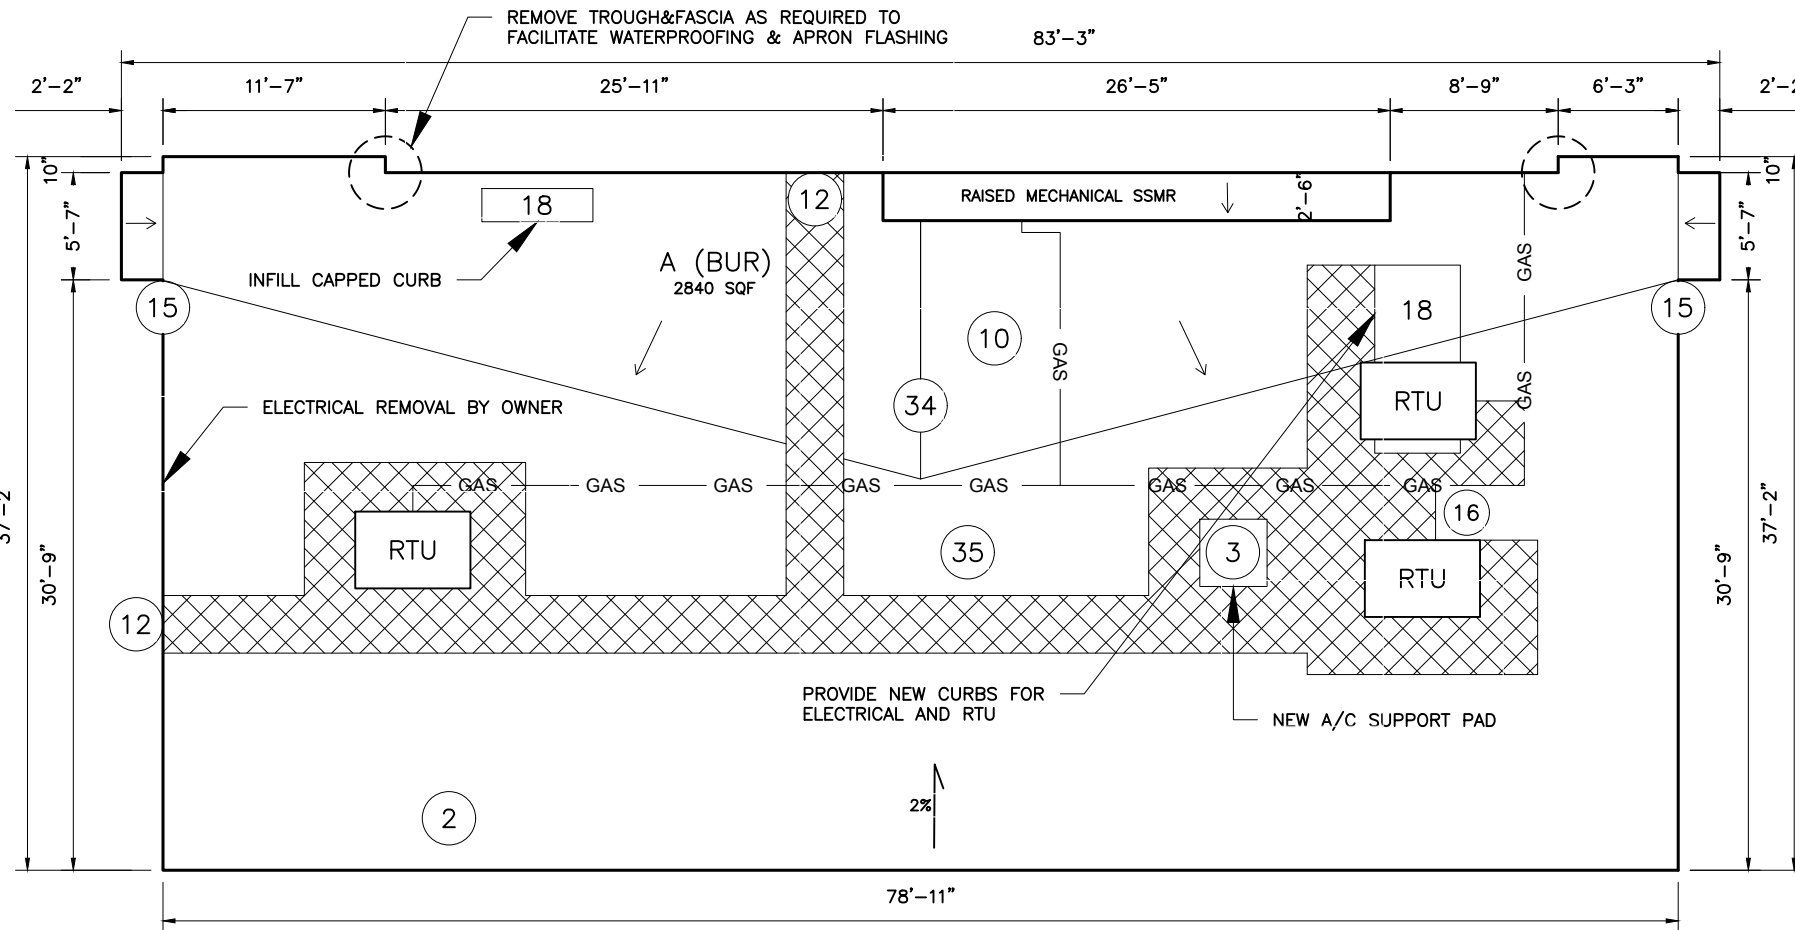 REMOVE TROUGH&FASCIA AS REQUIRED TO
FACILITATE WATERPROOFING & APRON FLASHING
83'-3"
2'-2"
11'-7"
25'-11"
26'-5"
8'-9"
6'-3"
10"
5'-7"
18
12
RAISED MECHANICAL SSMR
2'-6"
10"
5'-7"
INFILL CAPPED CURB
A (BUR)
2840 SQF
GAS
15
10
18
15
GAS
34
RTU
GAS
ELECTRICAL REMOVAL BY OWNER
GAS
GAS
GAS
GAS
GAS
GAS
GAS
GAS
16
RTU
35
3
RTU
30'-9"
37'-2"
30'-9"
12
PROVIDE NEW CURBS FOR
ELECTRICAL AND RTU
NEW A/C SUPPORT PAD
2%
2
78'-11"